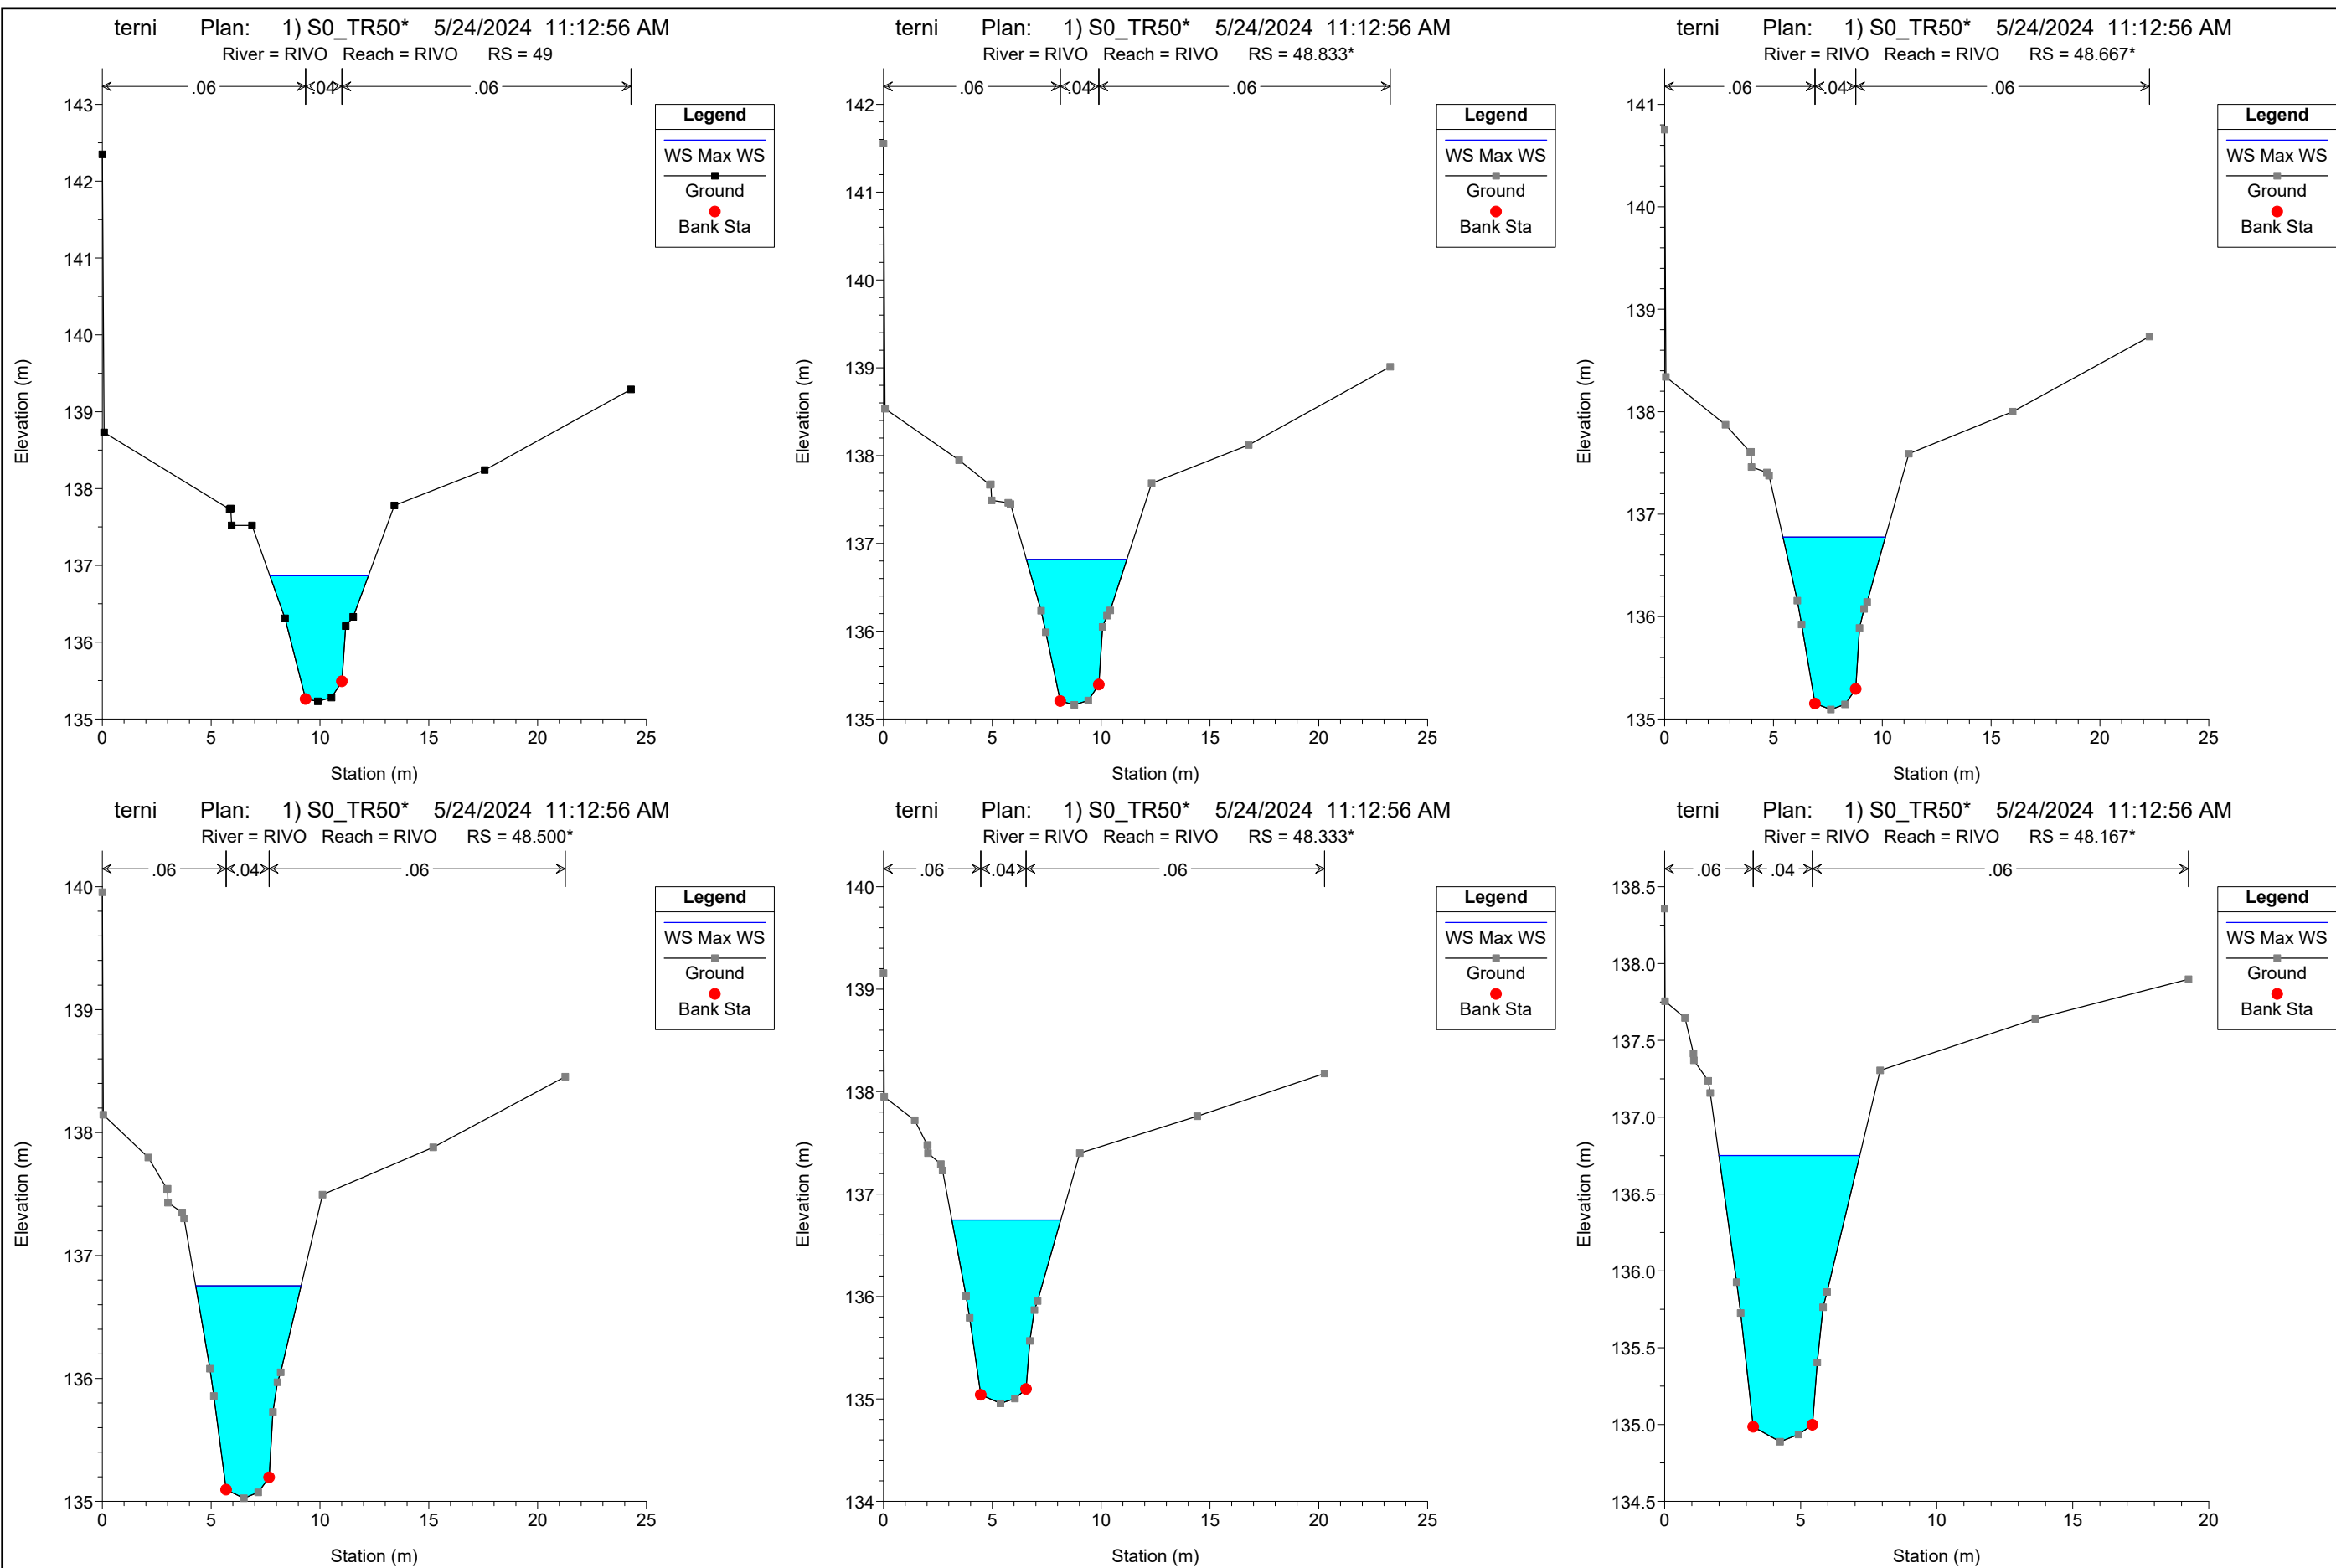 terni Plan: 1) S0_TR50* 5/24/2024 11:12:56 AM
River = RIVO Reach = RIVO RS = 49
.06 .04 .06
Legend
WS Max WS
Ground
Bank Sta
143
142
141
140
139
138
137
136
135
0 5 10 15 20 25
Elevation (m)
Station (m)
terni Plan: 1) S0_TR50* 5/24/2024 11:12:56 AM
River = RIVO Reach = RIVO RS = 48.833*
.06 .04 .06
Legend
WS Max WS
Ground
Bank Sta
142
141
140
139
138
137
136
135
0 5 10 15 20 25
Elevation (m)
Station (m)
terni Plan: 1) S0_TR50* 5/24/2024 11:12:56 AM
River = RIVO Reach = RIVO RS = 48.667*
.06 .04 .06
Legend
WS Max WS
Ground
Bank Sta
141
140
139
138
137
136
135
0 5 10 15 20 25
Elevation (m)
Station (m)
terni Plan: 1) S0_TR50* 5/24/2024 11:12:56 AM
River = RIVO Reach = RIVO RS = 48.500*
.06 .04 .06
Legend
WS Max WS
Ground
Bank Sta
140
139
138
137
136
135
0 5 10 15 20 25
Elevation (m)
Station (m)
terni Plan: 1) S0_TR50* 5/24/2024 11:12:56 AM
River = RIVO Reach = RIVO RS = 48.333*
.06 .04 .06
Legend
WS Max WS
Ground
Bank Sta
140
139
138
137
136
135
134
0 5 10 15 20 25
Elevation (m)
Station (m)
terni Plan: 1) S0_TR50* 5/24/2024 11:12:56 AM
River = RIVO Reach = RIVO RS = 48.167*
.06 .04 .06
Legend
WS Max WS
Ground
Bank Sta
138.5
138.0
137.5
137.0
136.5
136.0
135.5
135.0
134.5
0 5 10 15 20
Elevation (m)
Station (m)